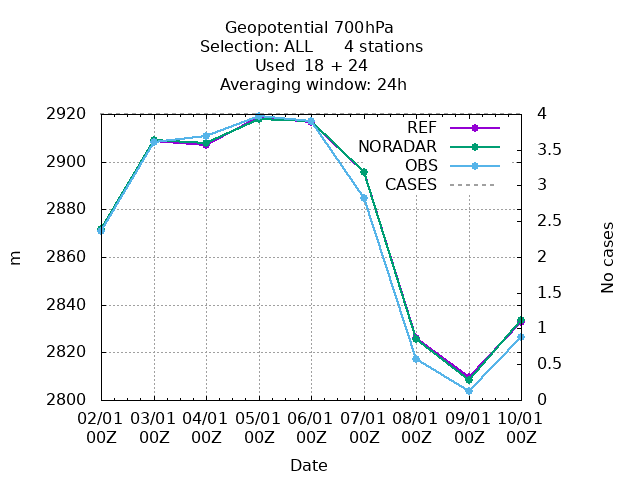 Geopotential 700hPa
Selection: ALL      4 stations
Used  18 + 24
Averaging window: 24h
REF
NORADAR
OBS
CASES
2920
2900
2880
2860
2840
2820
2800
m
4
3.5
3
2.5
2
1.5
1
0.5
0
No cases
02/01 03/01 04/01 05/01 06/01 07/01 08/01 09/01 10/01
00Z 00Z 00Z 00Z 00Z 00Z 00Z 00Z 00Z
Date